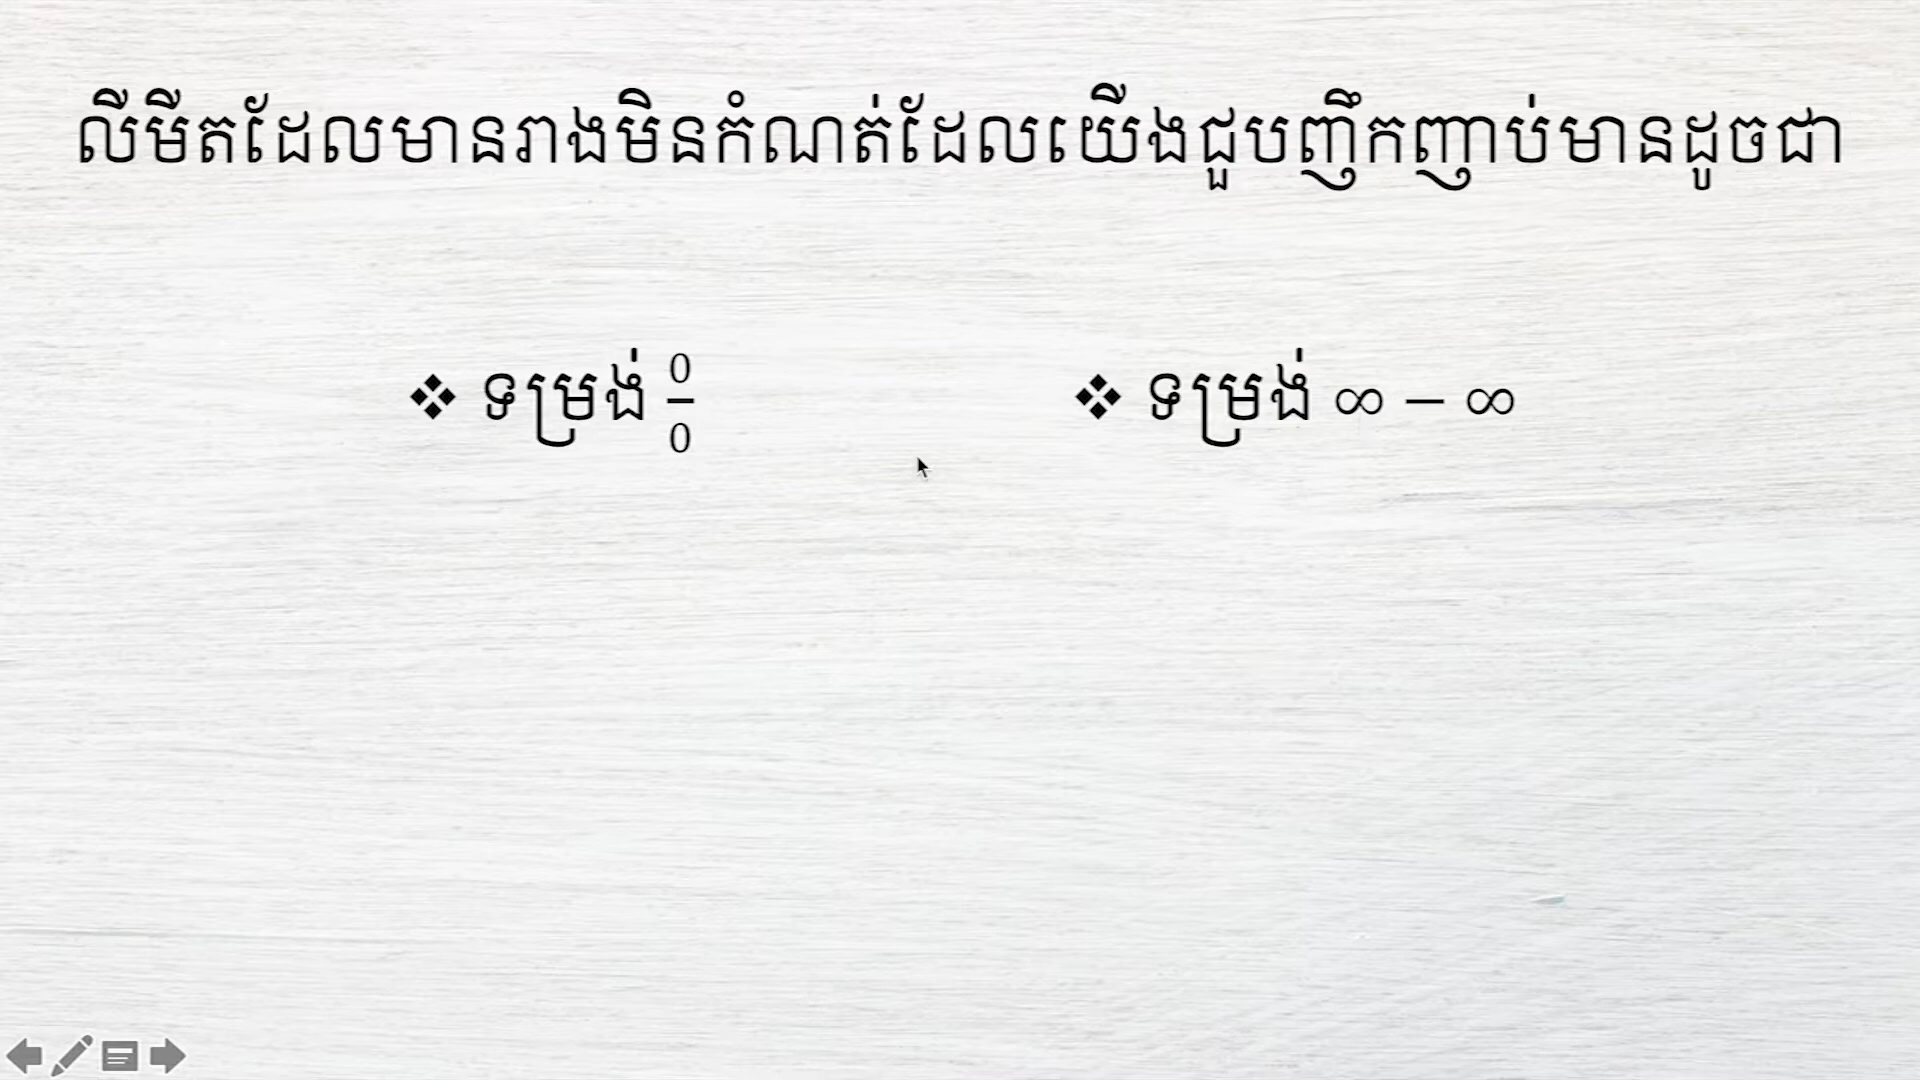 លីមីតដែលមានរាងមិនកំណត់ដែលយើងជួបញឹកញាប់មានដូចជា
❖ ទម្រង់ 0/0
❖ ទម្រង់ ∞ − ∞